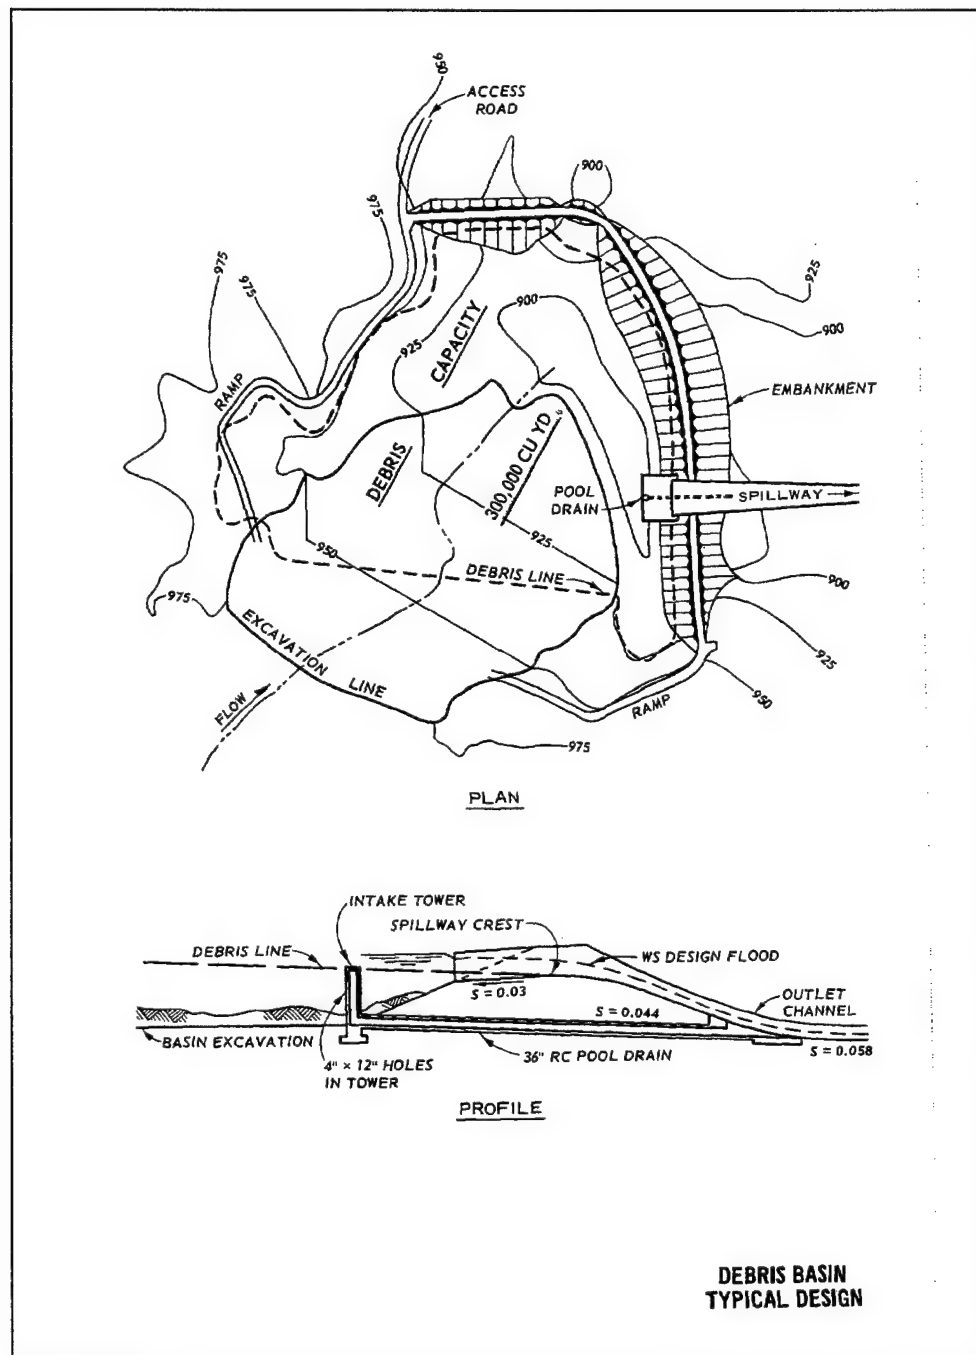 950
ACCESS
ROAD
900
975
975
975
925
900
900
925
CAPACITY
RAMP
EMBANKMENT
DEBRIS
300,000 CU YD
POOL
DRAIN
SPILLWAY
950
925
DEBRIS LINE
900
975
EXCAVATION
LINE
925
950
RAMP
FLOW
975
PLAN
INTAKE TOWER
SPILLWAY CREST
DEBRIS LINE
WS DESIGN FLOOD
S = 0.03
OUTLET
CHANNEL
S = 0.044
BASIN EXCAVATION
36" RC POOL DRAIN
S = 0.058
4" × 12" HOLES
IN TOWER
PROFILE
DEBRIS BASIN
TYPICAL DESIGN